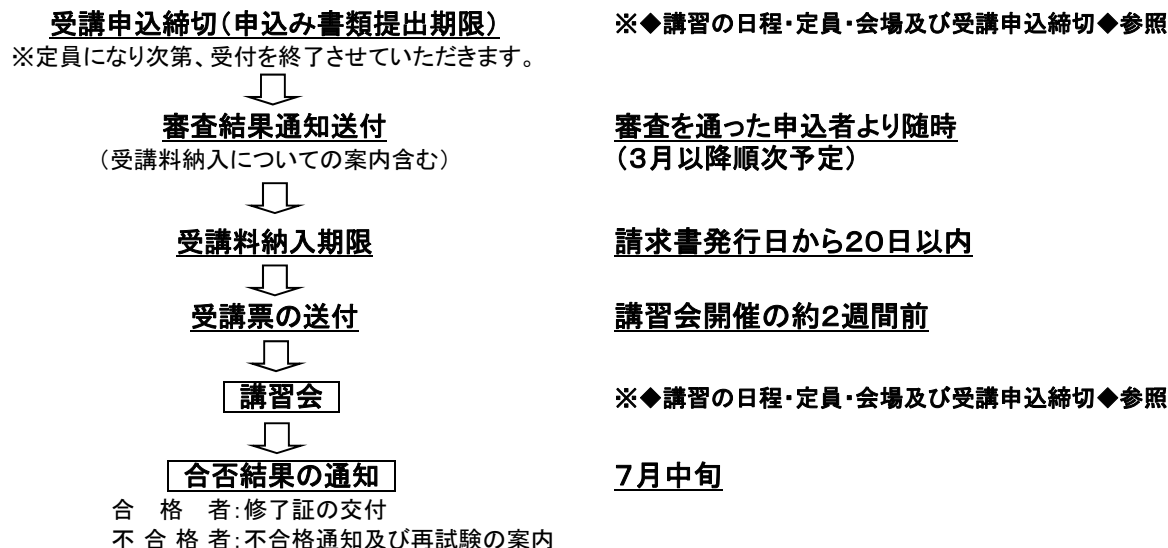 受講申込締切(申込み書類提出期限)
※◆講習の日程・定員・会場及び受講申込締切◆参照
※定員になり次第、受付を終了させていただきます。
審査結果通知送付
審査を通った申込者より随時
(受講料納入についての案内含む)
(3月以降順次予定)
受講料納入期限
請求書発行日から20日以内
受講票の送付
講習会開催の約2週間前
講習会
※◆講習の日程・定員・会場及び受講申込締切◆参照
合否結果の通知
7月中旬
合 格 者:修了証の交付
不 合 格 者:不合格通知及び再試験の案内